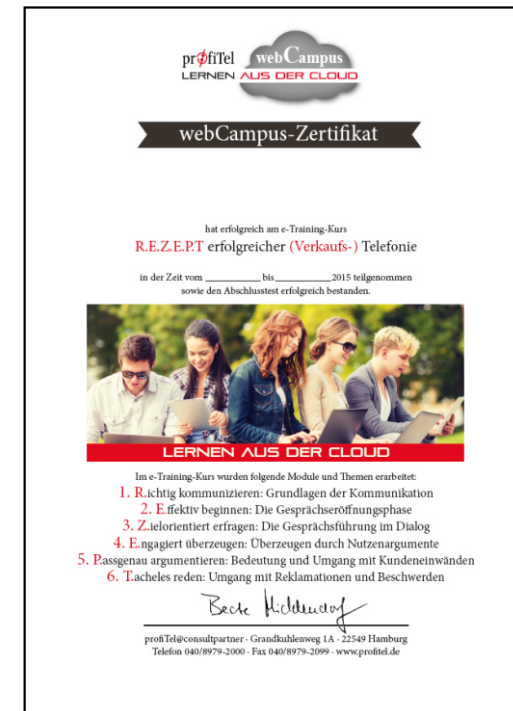 prøfiTel webCampus
LERNEN AUS DER CLOUD
webCampus-Zertifikat
hat erfolgreich am e-Training-Kurs
R.E.Z.E.P.T erfolgreicher (Verkaufs-) Telefonie
in der Zeit vom ___________ bis___________2015 teilgenommen
sowie den Abschlusstest erfolgreich bestanden.
LERNEN AUS DER CLOUD
Im e-Training-Kurs wurden folgende Module und Themen erarbeitet:
1. R.ichtig kommunizieren: Grundlagen der Kommunikation
2. E.ffektiv beginnen: Die Gesprächseröffnungsphase
3. Z.ielorientiert erfragen: Die Gesprächsführung im Dialog
4. E.ngagiert überzeugen: Überzeugen durch Nutzenargumente
5. P.assgenau argumentieren: Bedeutung und Umgang mit Kundeneinwänden
6. T.acheles reden: Umgang mit Reklamationen und Beschwerden
Beate Middendorf
profiTel@consultpartner · Grandkuhlenweg 1A · 22549 Hamburg
Telefon 040/8979-2000 · Fax 040/8979-2099 · www.profitel.de